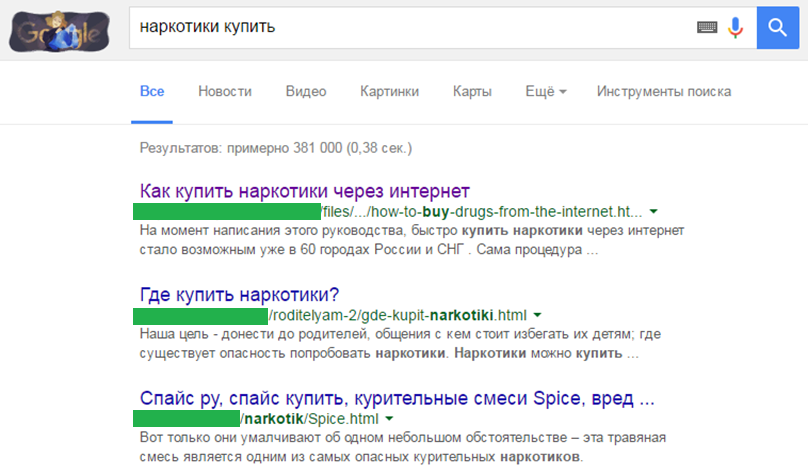 Google
наркотики купить
Все Новости Видео Картинки Карты Ещё Инструменты поиска
Результатов: примерно 381 000 (0,38 сек.)
Как купить наркотики через интернет
/files/.../how-to-buy-drugs-from-the-internet.ht...
На момент написания этого руководства, быстро купить наркотики через интернет
стало возможным уже в 60 городах России и СНГ . Сама процедура ...
Где купить наркотики?
/roditelyam-2/gde-kupit-narkotiki.html
Наша цель - донести до родителей, общения с кем стоит избегать их детям; где
существует опасность попробовать наркотики. Наркотики можно купить ...
Спайс ру, спайс купить, курительные смеси Spice, вред ...
/narkotik/Spice.html
Вот только они умалчивают об одном небольшом обстоятельстве – эта травяная
смесь является одним из самых опасных курительных наркотиков.